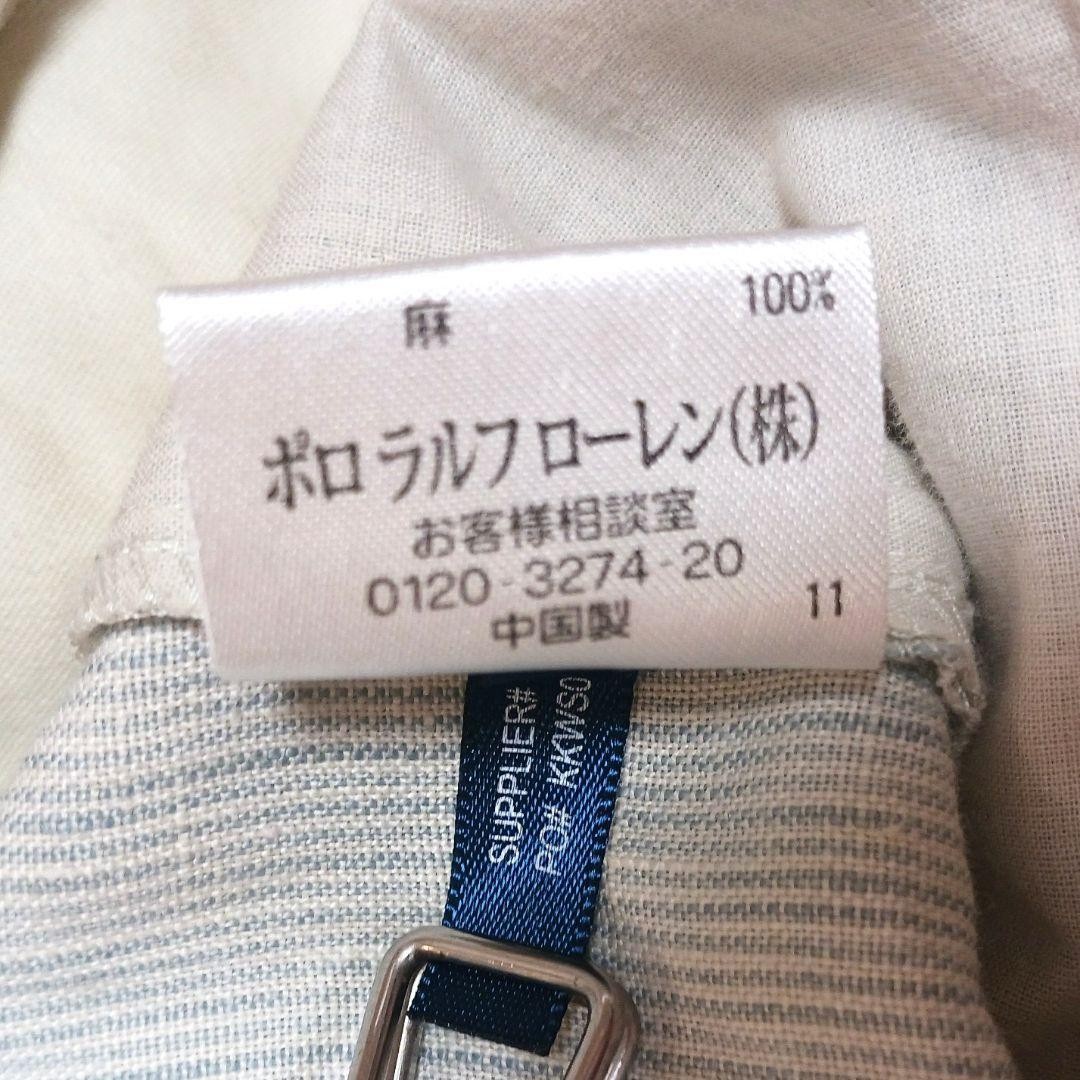 麻 100%
ポロ ラルフ ローレン(株)
お客様相談室
0120-3274-20
中国製 11
SUPPLIER#
PO# KKWS0